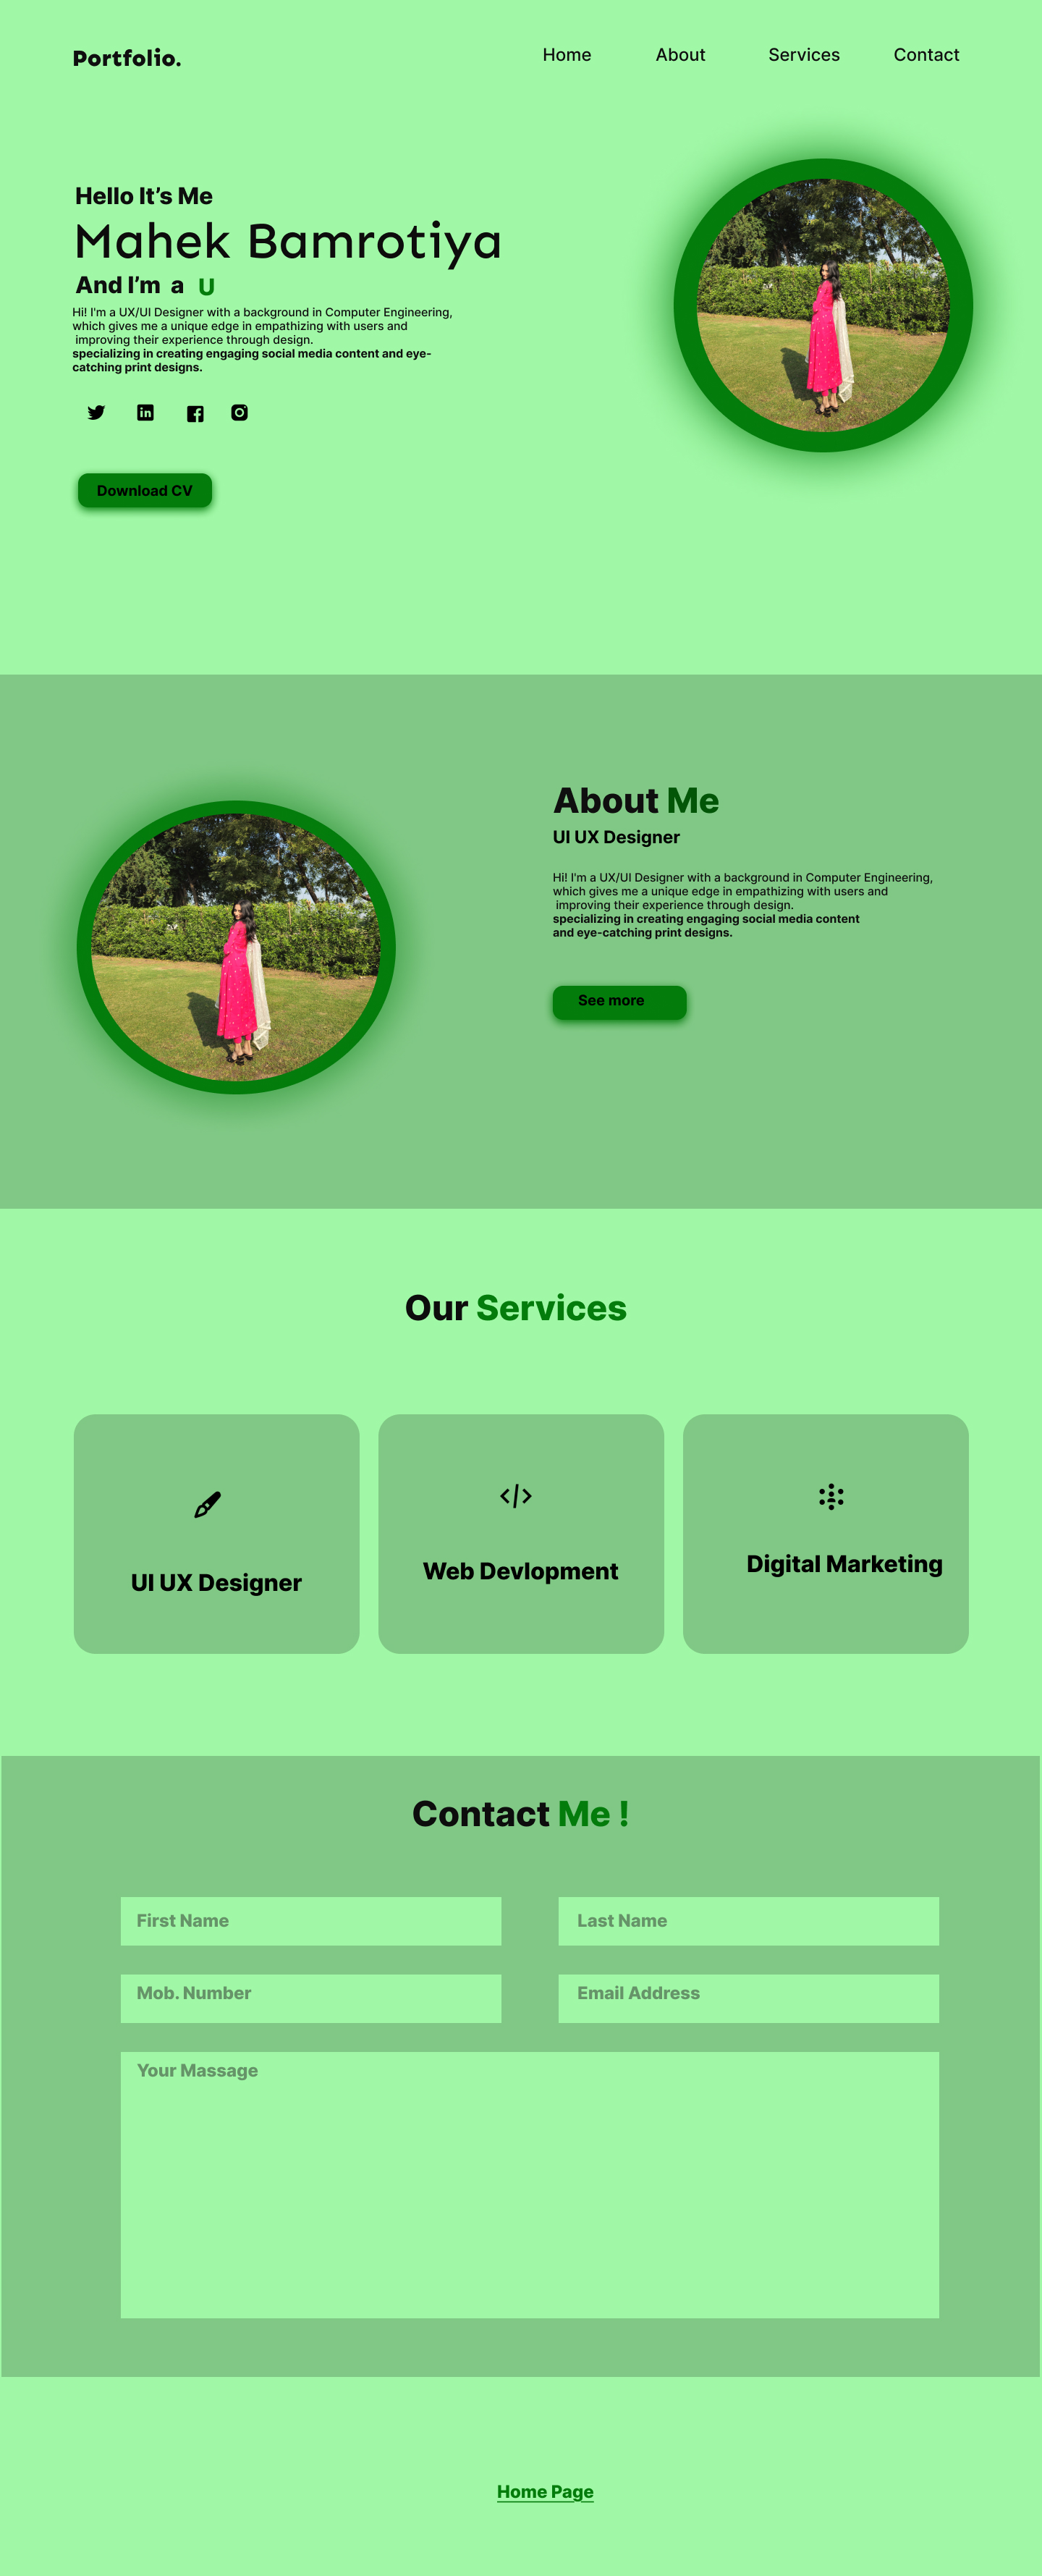 Portfolio.
Home
About
Services
Contact
Hello It’s Me
Mahek Bamrotiya
And I’m a U
Hi! I'm a UX/UI Designer with a background in Computer Engineering,
which gives me a unique edge in empathizing with users and
improving their experience through design.
specializing in creating engaging social media content and eye-
catching print designs.
Download CV
About Me
UI UX Designer
Hi! I'm a UX/UI Designer with a background in Computer Engineering,
which gives me a unique edge in empathizing with users and
improving their experience through design.
specializing in creating engaging social media content
and eye-catching print designs.
See more
Our Services
UI UX Designer
Web Devlopment
Digital Marketing
Contact Me !
First Name
Last Name
Mob. Number
Email Address
Your Massage
Home Page